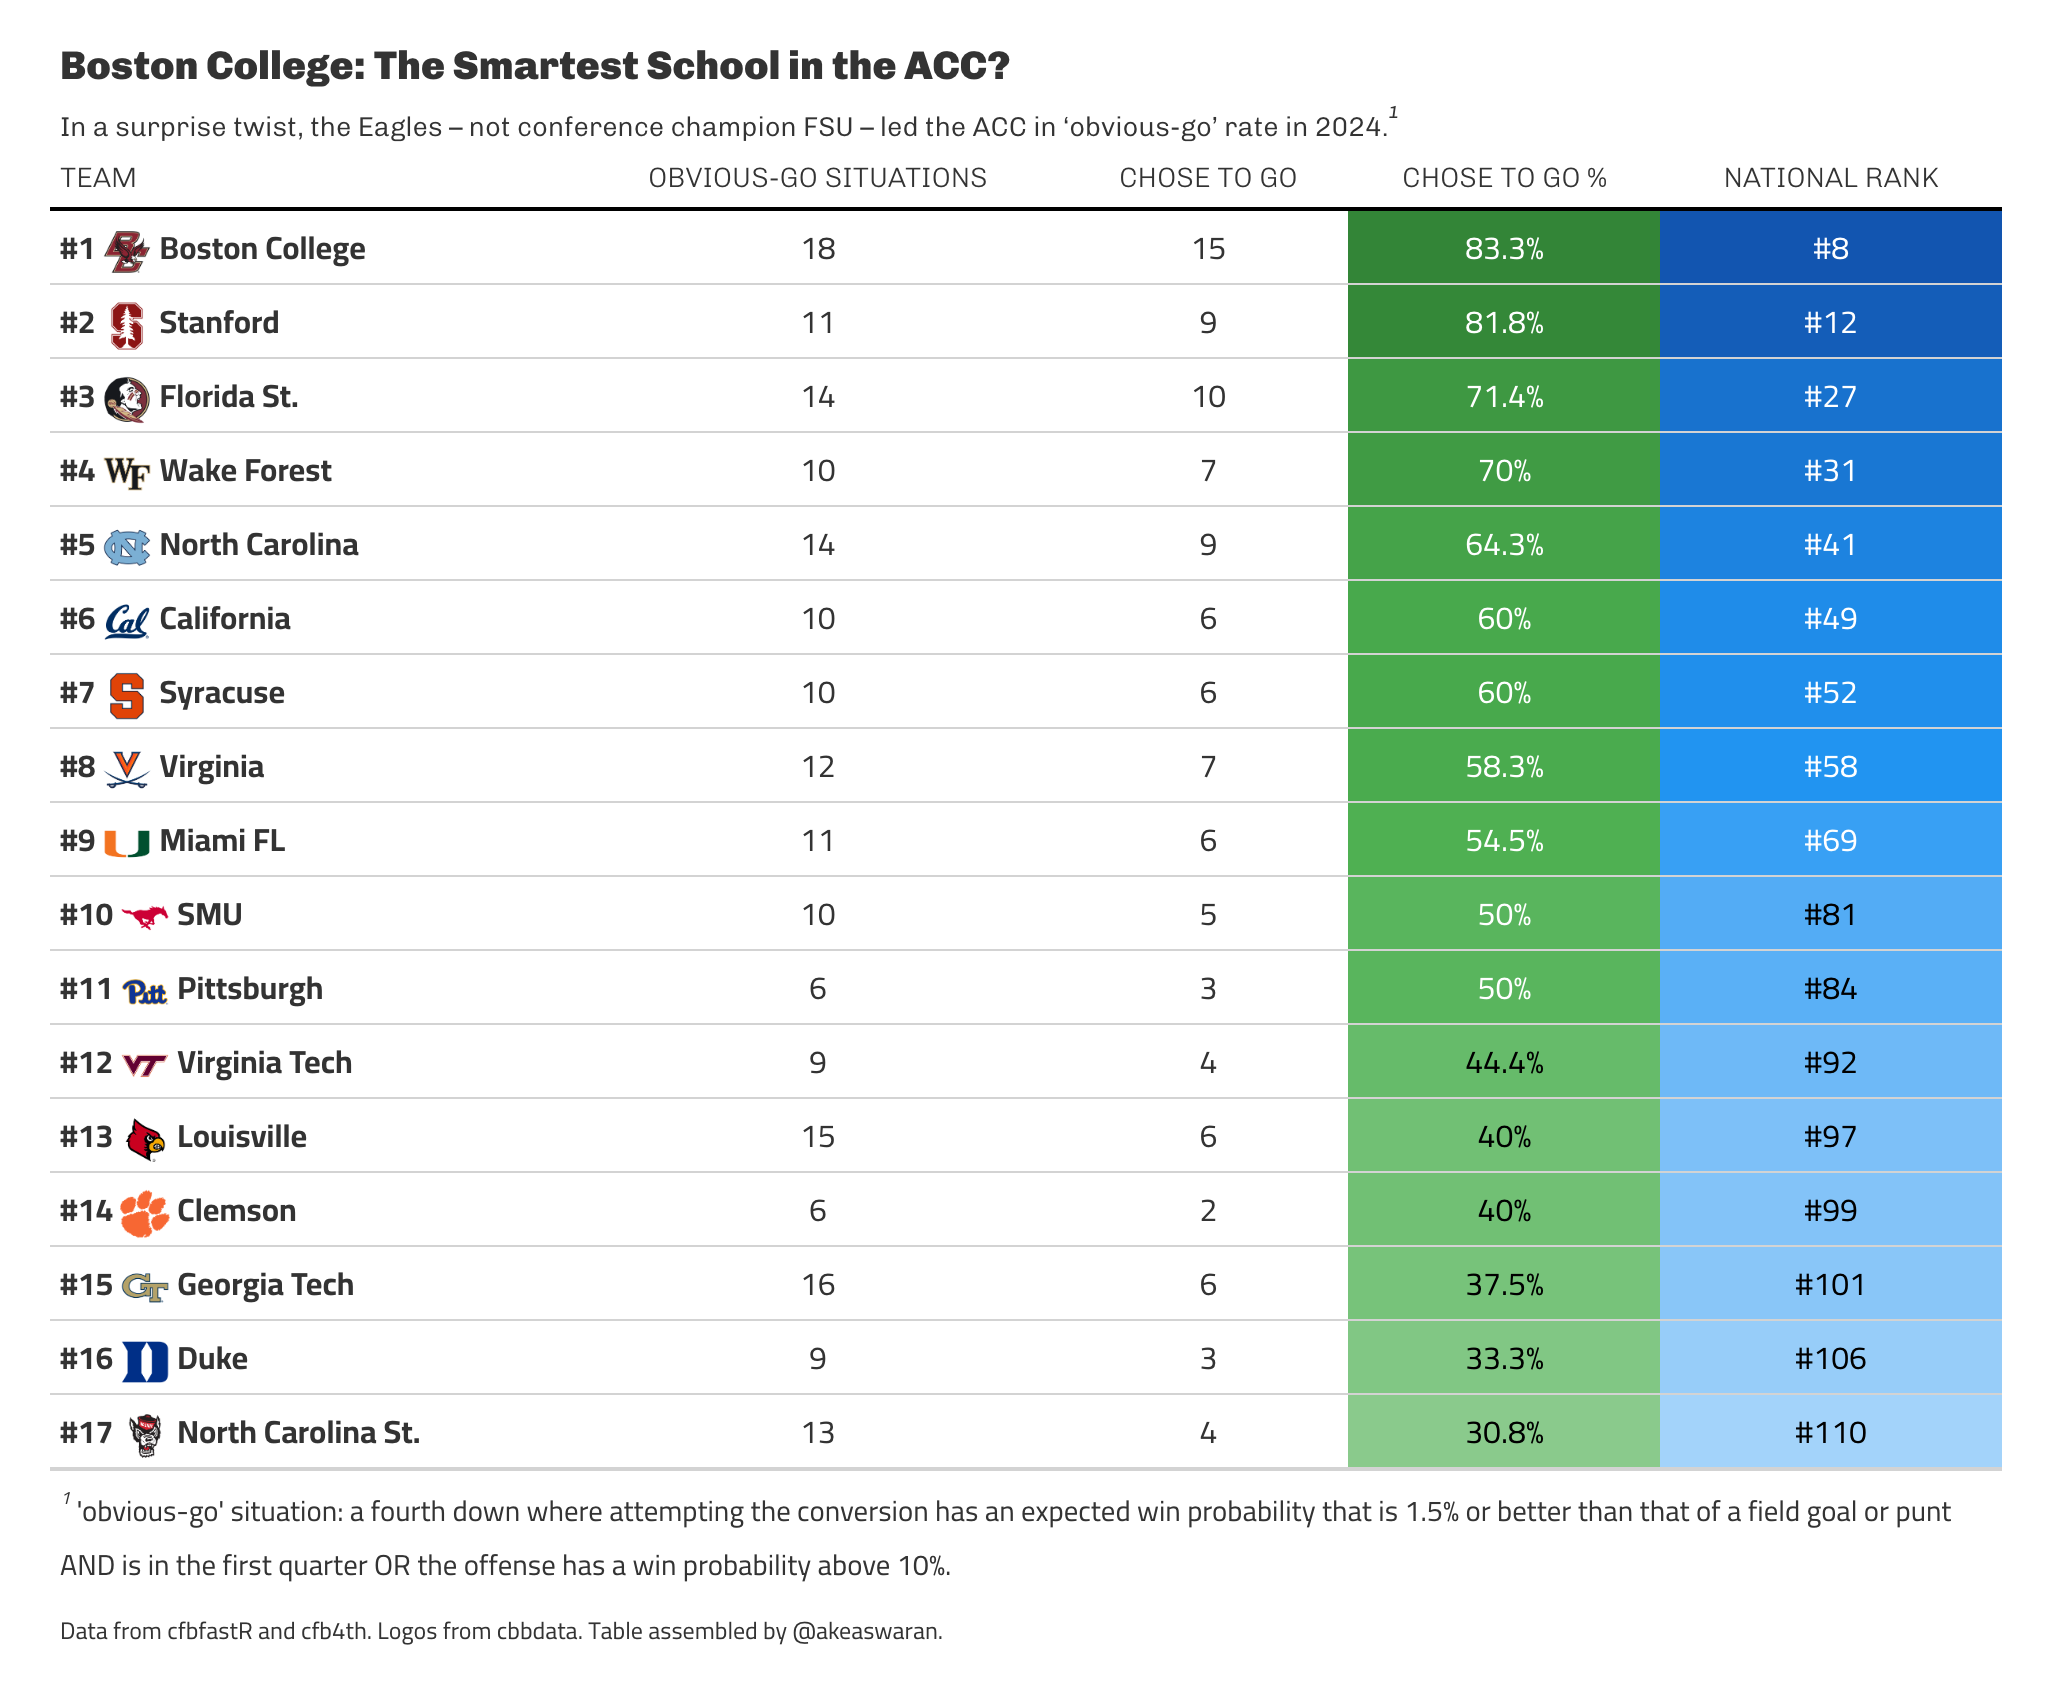 Boston College: The Smartest School in the ACC?
In a surprise twist, the Eagles – not conference champion FSU – led the ACC in ‘obvious-go’ rate in 2024.1
TEAM OBVIOUS-GO SITUATIONS CHOSE TO GO CHOSE TO GO % NATIONAL RANK
#1 Boston College 18 15 83.3% #8
#2 Stanford 11 9 81.8% #12
#3 Florida St. 14 10 71.4% #27
#4 WF Wake Forest 10 7 70% #31
#5 NC North Carolina 14 9 64.3% #41
#6 Cal California 10 6 60% #49
#7 S Syracuse 10 6 60% #52
#8 V Virginia 12 7 58.3% #58
#9 U Miami FL 11 6 54.5% #69
#10 SMU 10 5 50% #81
#11 Pitt Pittsburgh 6 3 50% #84
#12 VT Virginia Tech 9 4 44.4% #92
#13 Louisville 15 6 40% #97
#14 Clemson 6 2 40% #99
#15 GT Georgia Tech 16 6 37.5% #101
#16 D Duke 9 3 33.3% #106
#17 North Carolina St. 13 4 30.8% #110
1 'obvious-go' situation: a fourth down where attempting the conversion has an expected win probability that is 1.5% or better than that of a field goal or punt
AND is in the first quarter OR the offense has a win probability above 10%.
Data from cfbfastR and cfb4th. Logos from cbbdata. Table assembled by @akeaswaran.